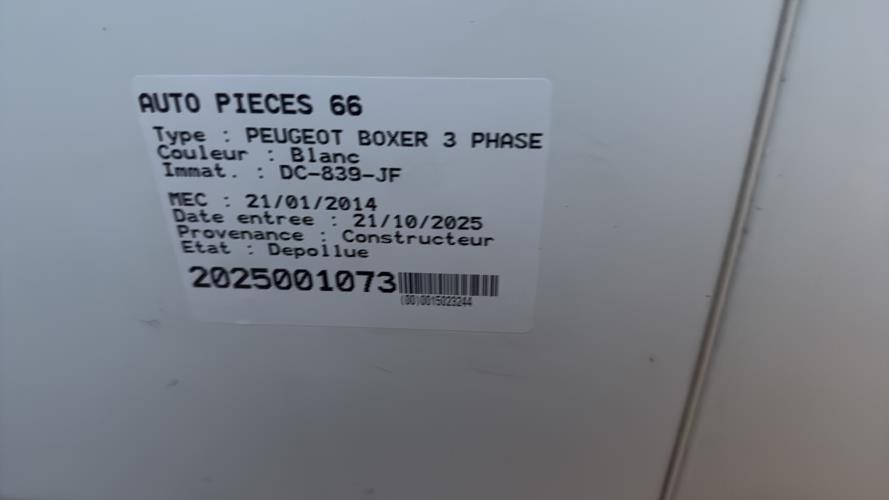 AUTO PIECES 66
Type : PEUGEOT BOXER 3 PHASE
Couleur : Blanc
Immat. : DC-839-JF
MEC : 21/01/2014
Date entree : 21/10/2025
Provenance : Constructeur
Etat : Depollue
2025001073
(00)0015023244